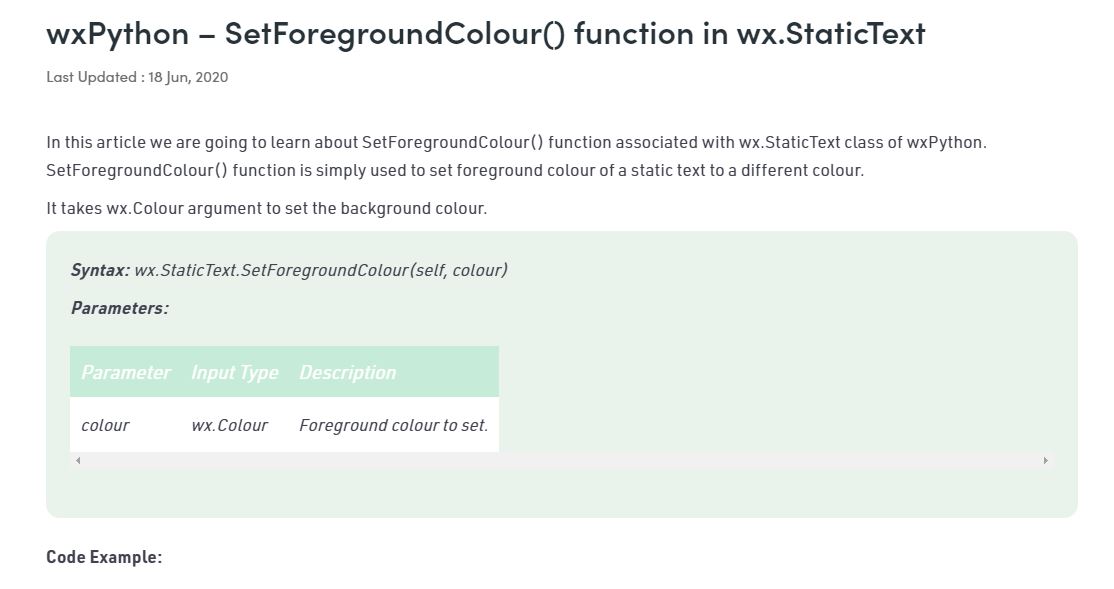 wxPython – SetForegroundColour() function in wx.StaticText
Last Updated : 18 Jun, 2020
In this article we are going to learn about SetForegroundColour() function associated with wx.StaticText class of wxPython.
SetForegroundColour() function is simply used to set foreground colour of a static text to a different colour.
It takes wx.Colour argument to set the background colour.
Syntax: wx.StaticText.SetForegroundColour(self, colour)
Parameters:
Parameter Input Type Description
colour wx.Colour Foreground colour to set.
Code Example: